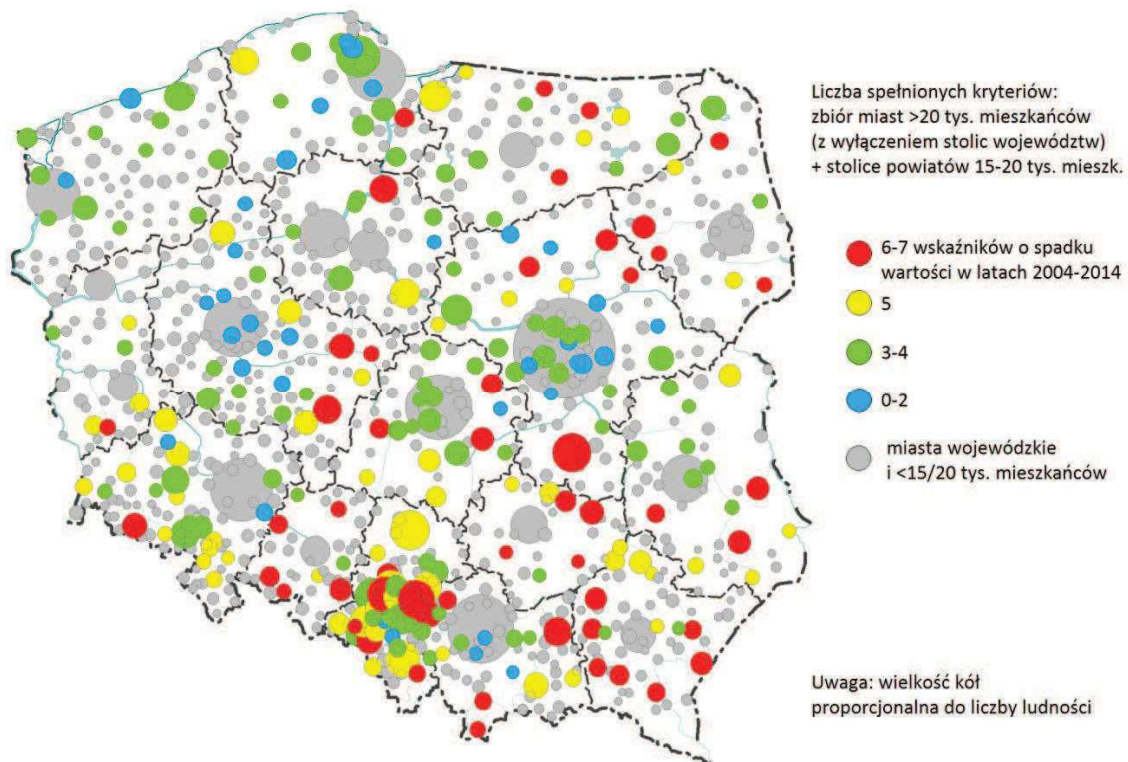 Liczba spełnionych kryteriów:
zbiór miast >20 tys. mieszkańców
(z wyłączeniem stolic województw)
+ stolice powiatów 15-20 tys. mieszk.
6-7 wskaźników o spadku
wartości w latach 2004-2014
5
3-4
0-2
miasta wojewódzkie
i <15/20 tys. mieszkańców
Uwaga: wielkość kół
proporcjonalna do liczby ludności